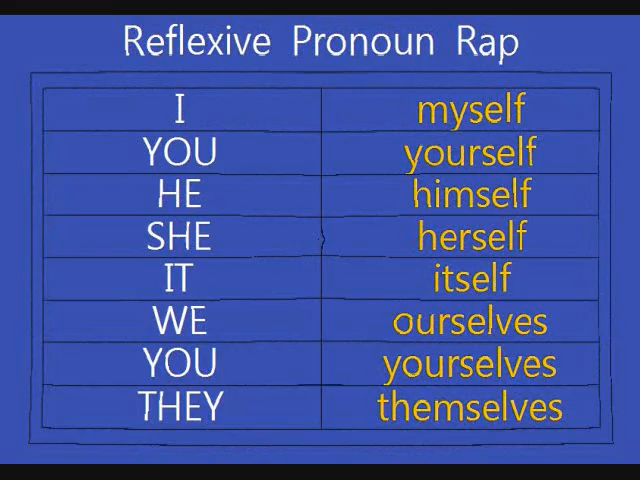 Reflexive Pronoun Rap
I myself
YOU yourself
HE himself
SHE herself
IT itself
WE ourselves
YOU yourselves
THEY themselves